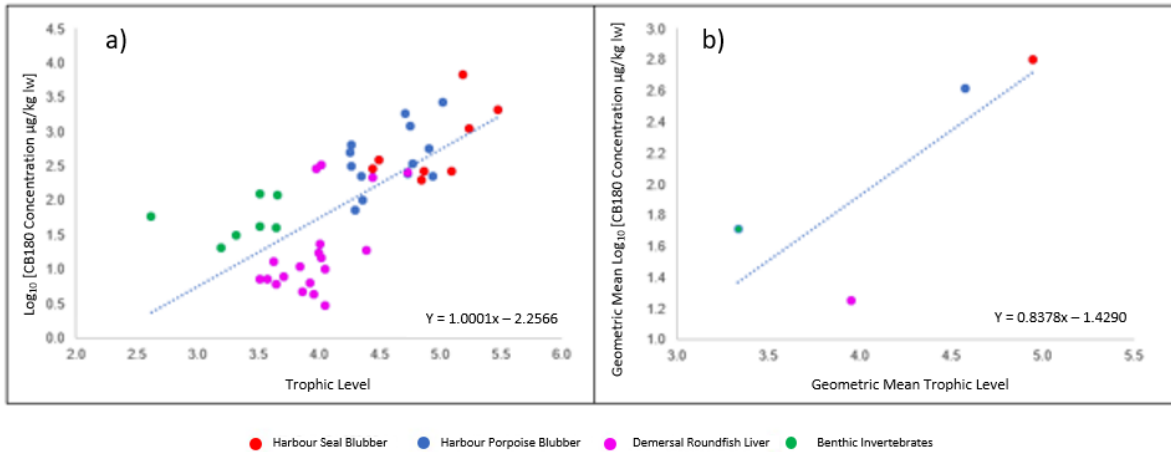 a)
Log₁₀ [CB180 Concentration µg/kg lw]
4.5
4.0
3.5
3.0
2.5
2.0
1.5
1.0
0.5
0.0
2.0 2.5 3.0 3.5 4.0 4.5 5.0 5.5 6.0
Y = 1.0001x – 2.2566
Trophic Level
b)
Geometric Mean Log₁₀ [CB180 Concentration µg/kg lw]
3.0
2.8
2.6
2.4
2.2
2.0
1.8
1.6
1.4
1.2
1.0
3.0 3.5 4.0 4.5 5.0 5.5
Y = 0.8378x – 1.4290
Geometric Mean Trophic Level
Harbour Seal Blubber Harbour Porpoise Blubber Demersal Roundfish Liver Benthic Invertebrates